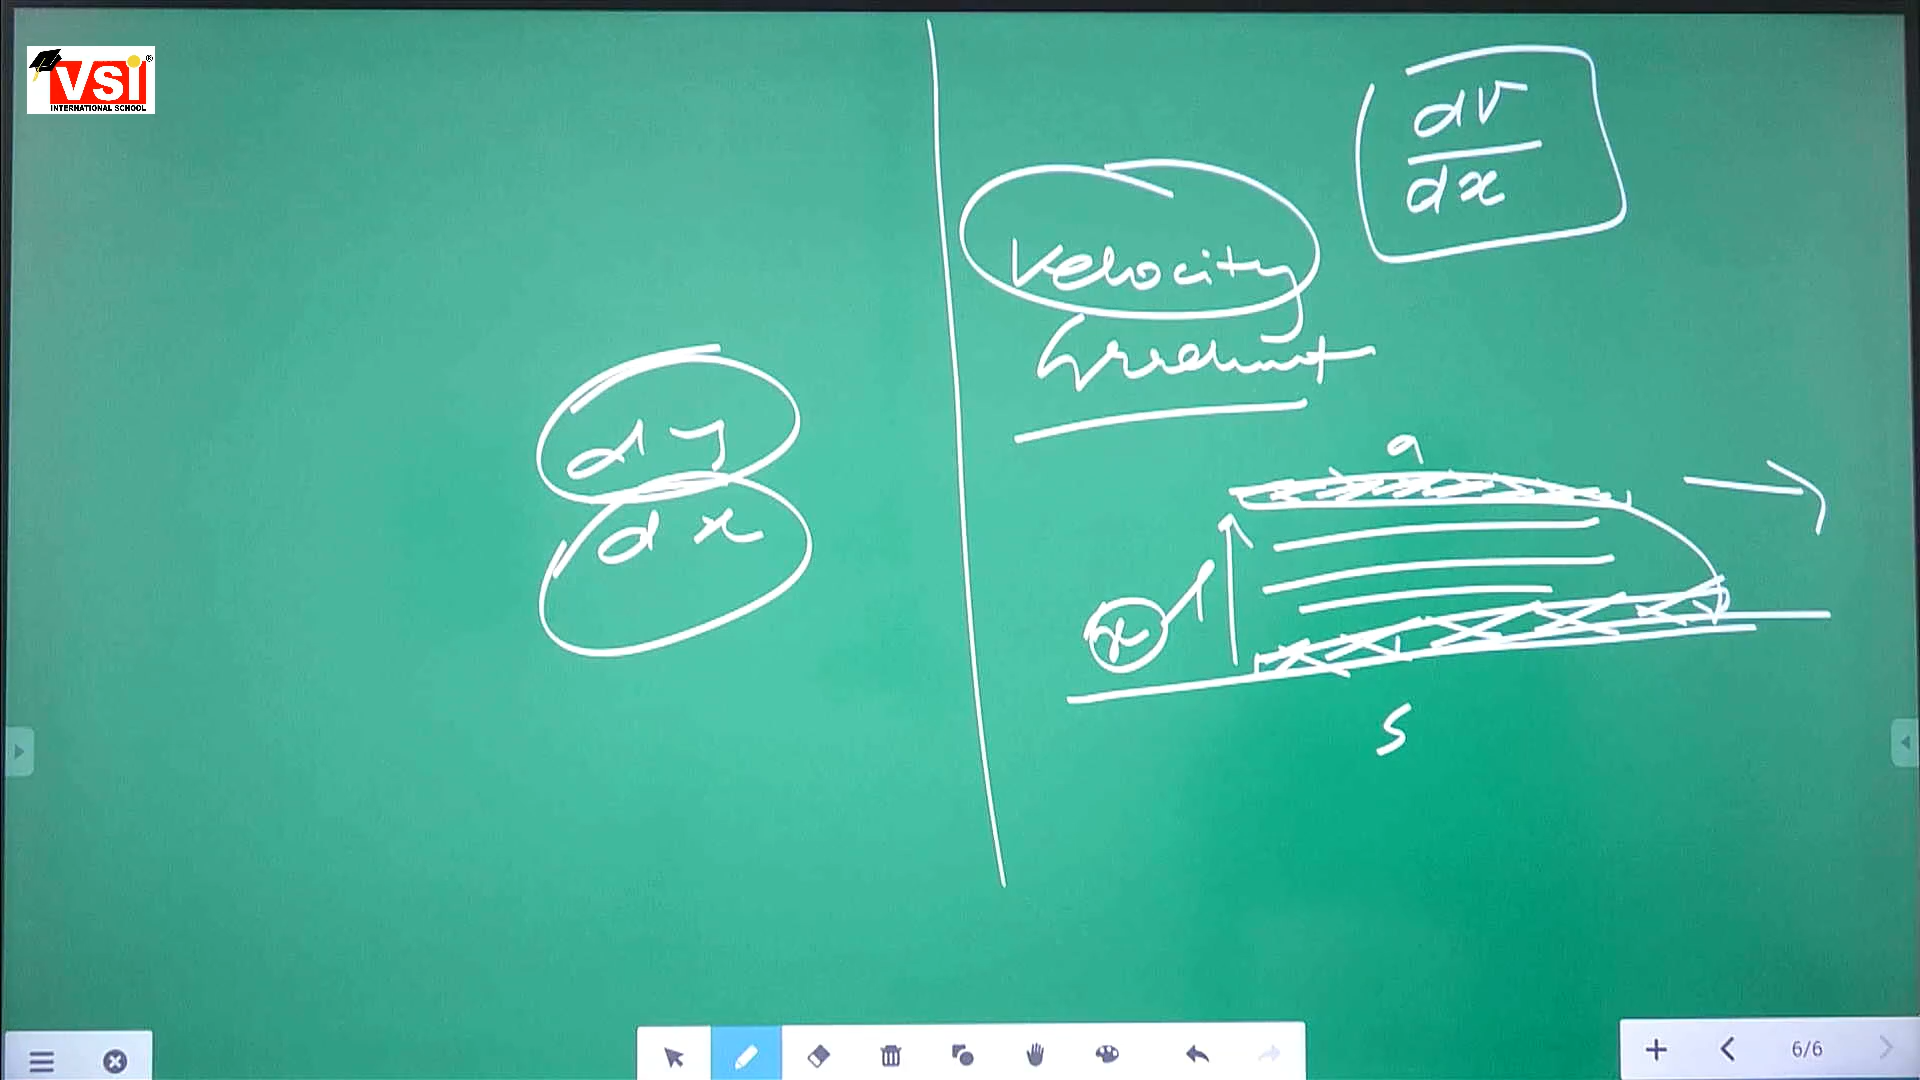 VSI
INTERNATIONAL SCHOOL
dy
dx
dv
dx
Velocity
Gradient
a
x
S
6/6